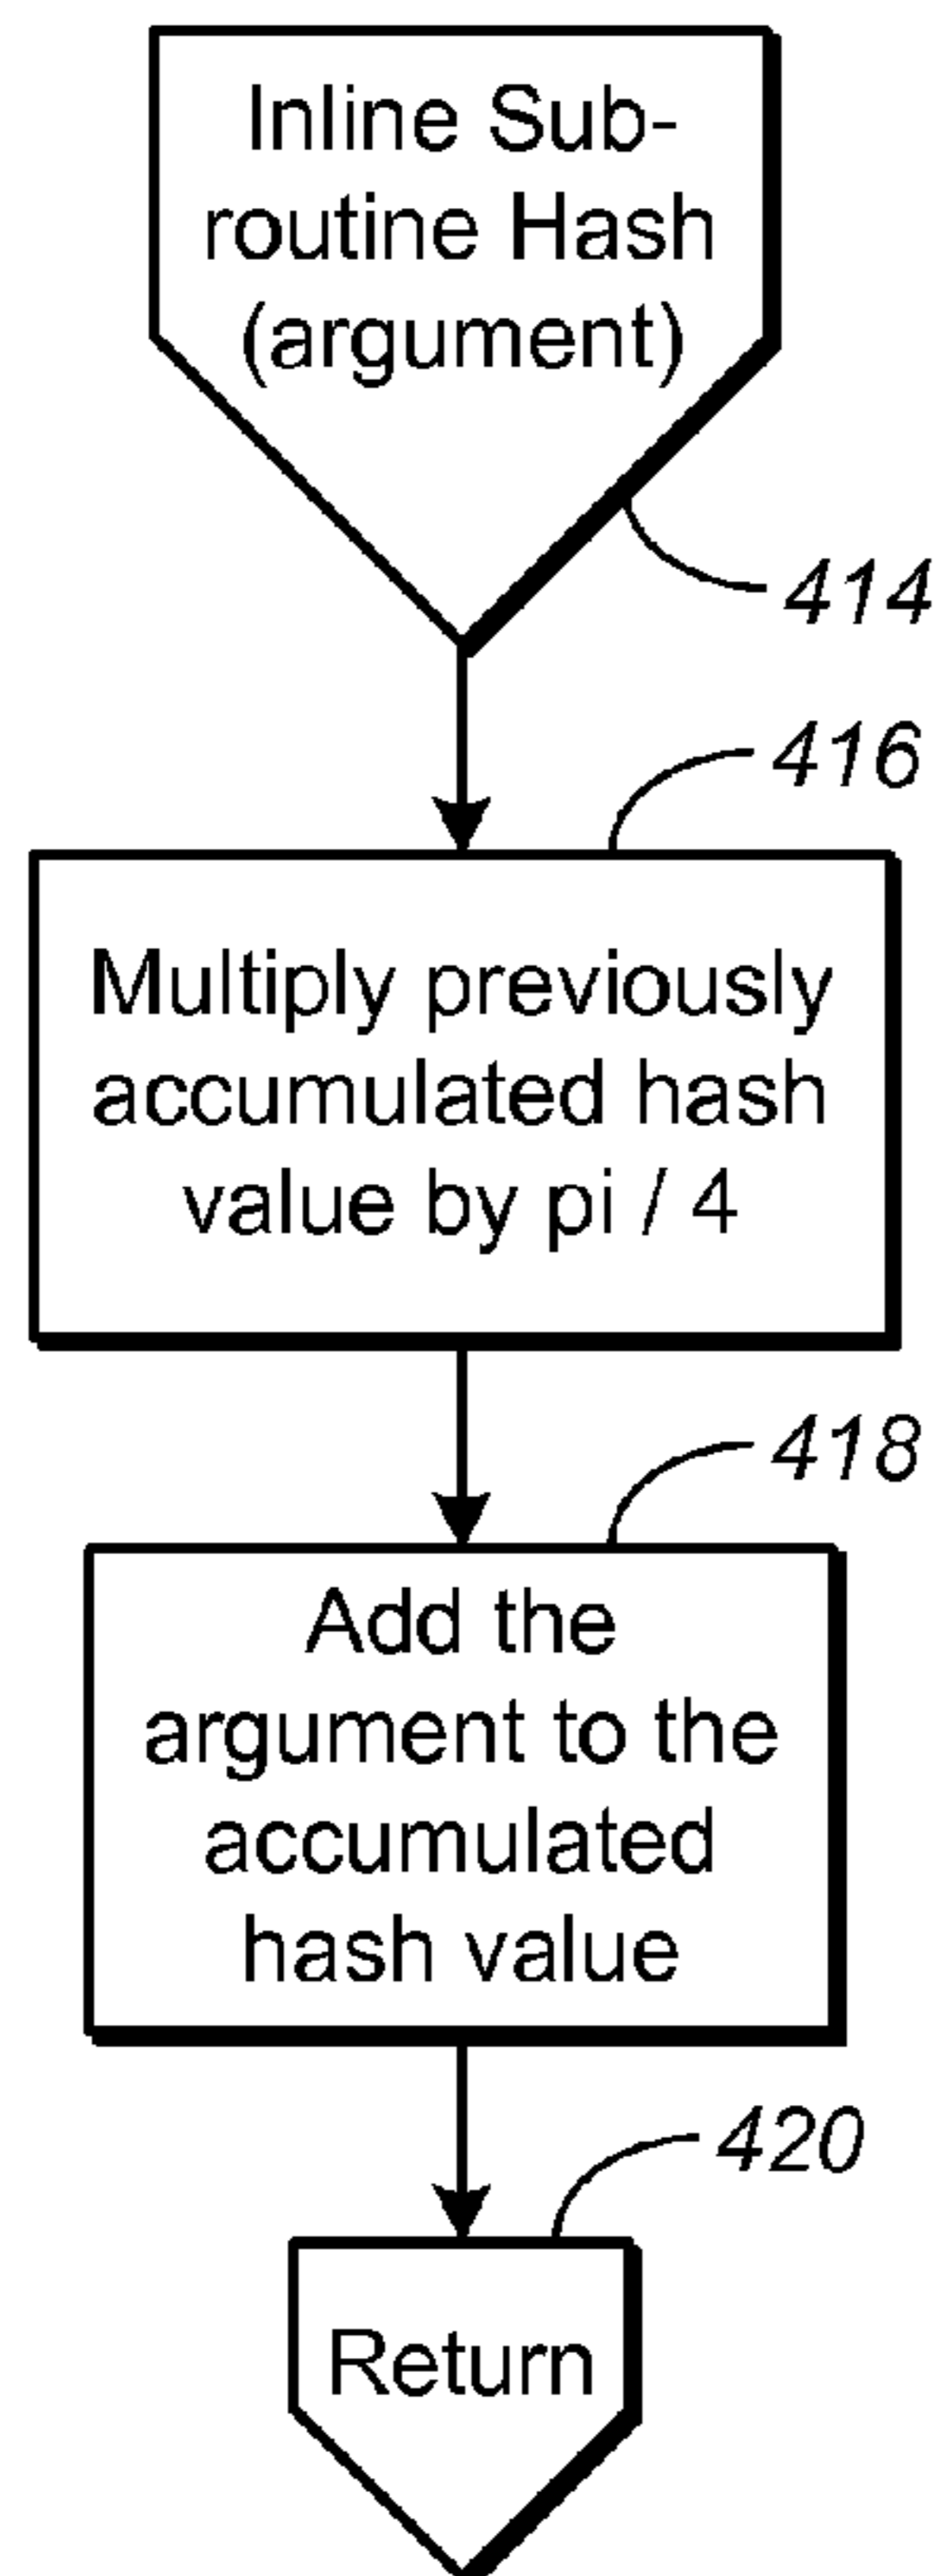 Inline Sub-
routine Hash
(argument)
414
416
Multiply previously
accumulated hash
value by pi / 4
418
Add the
argument to the
accumulated
hash value
420
Return